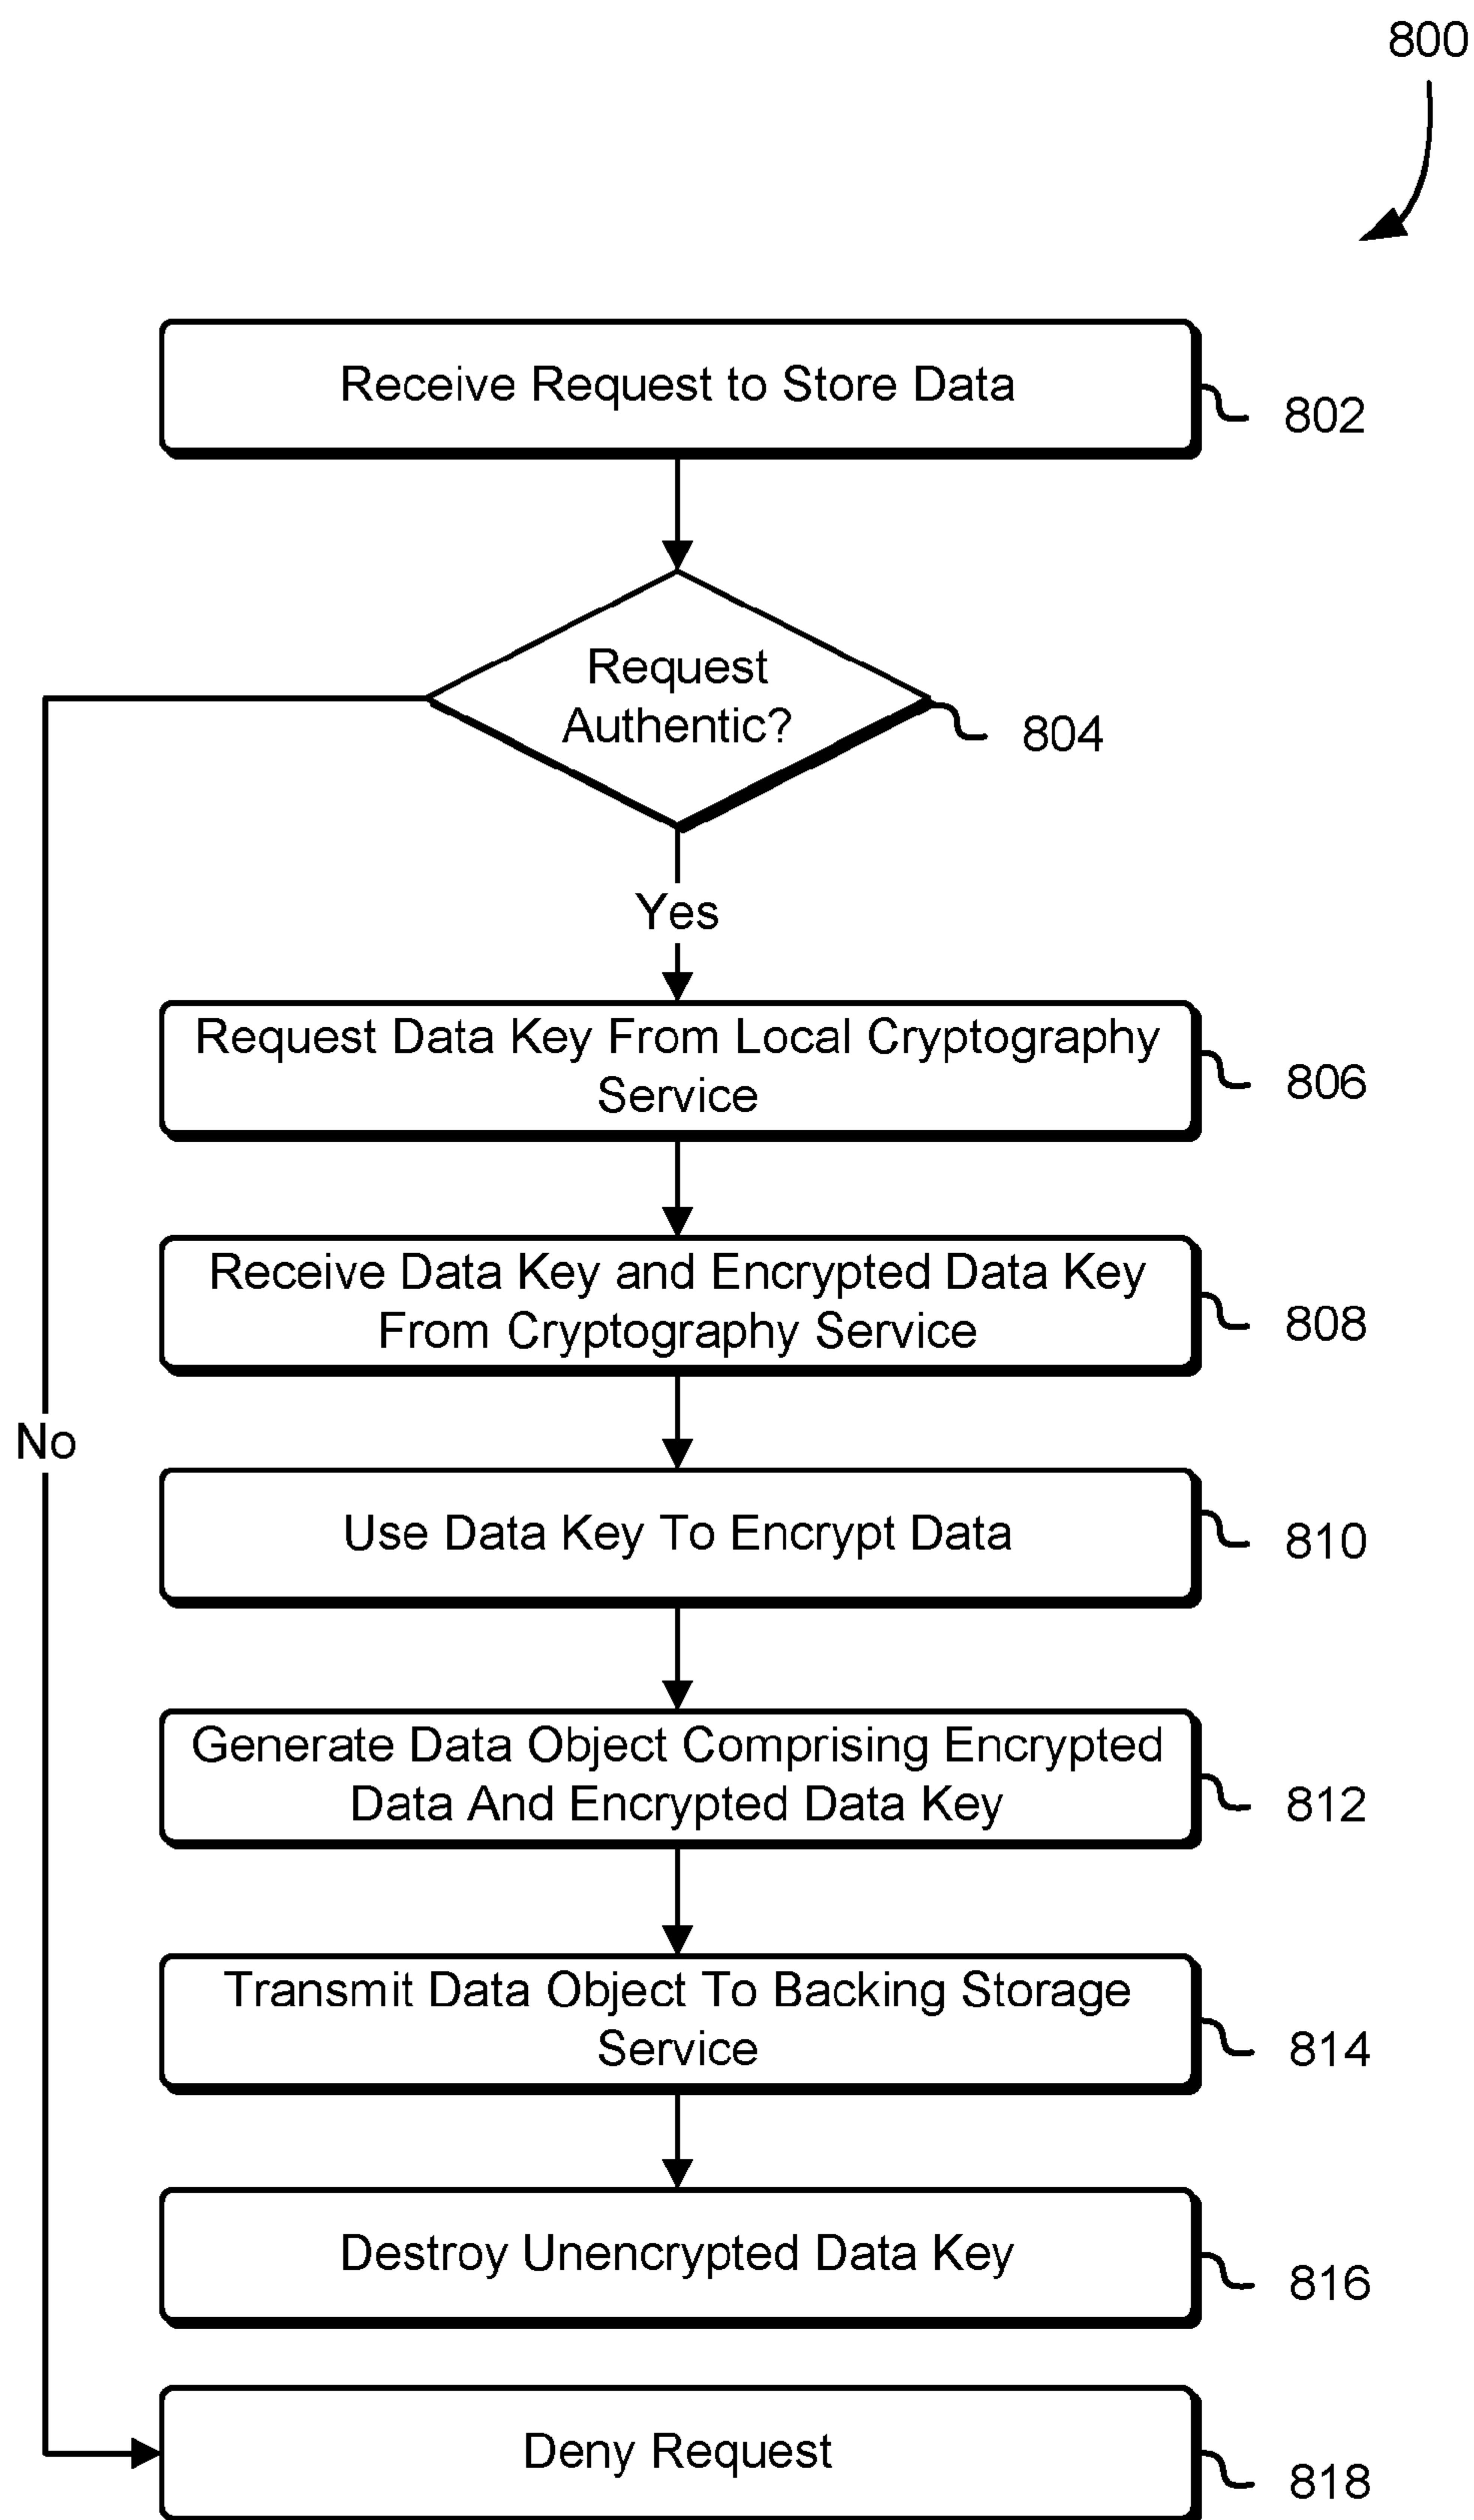 800
Receive Request to Store Data
802
Request
Authentic?
804
Yes
Request Data Key From Local Cryptography
Service
806
Receive Data Key and Encrypted Data Key
From Cryptography Service
808
No
Use Data Key To Encrypt Data
810
Generate Data Object Comprising Encrypted
Data And Encrypted Data Key
812
Transmit Data Object To Backing Storage
Service
814
Destroy Unencrypted Data Key
816
Deny Request
818